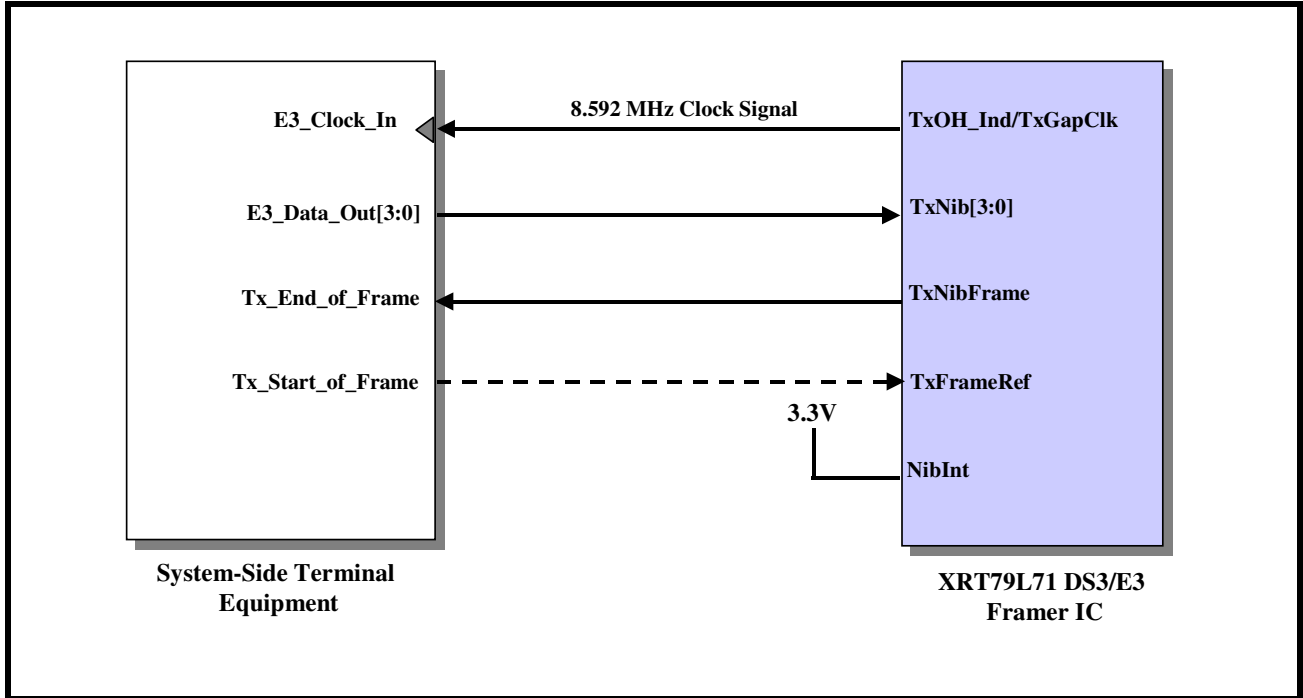 E3_Clock_In
8.592 MHz Clock Signal
TxOH_Ind/TxGapClk
E3_Data_Out[3:0]
TxNib[3:0]
Tx_End_of_Frame
TxNibFrame
Tx_Start_of_Frame
TxFrameRef
3.3V
NibInt
System-Side Terminal
Equipment
XRT79L71 DS3/E3
Framer IC